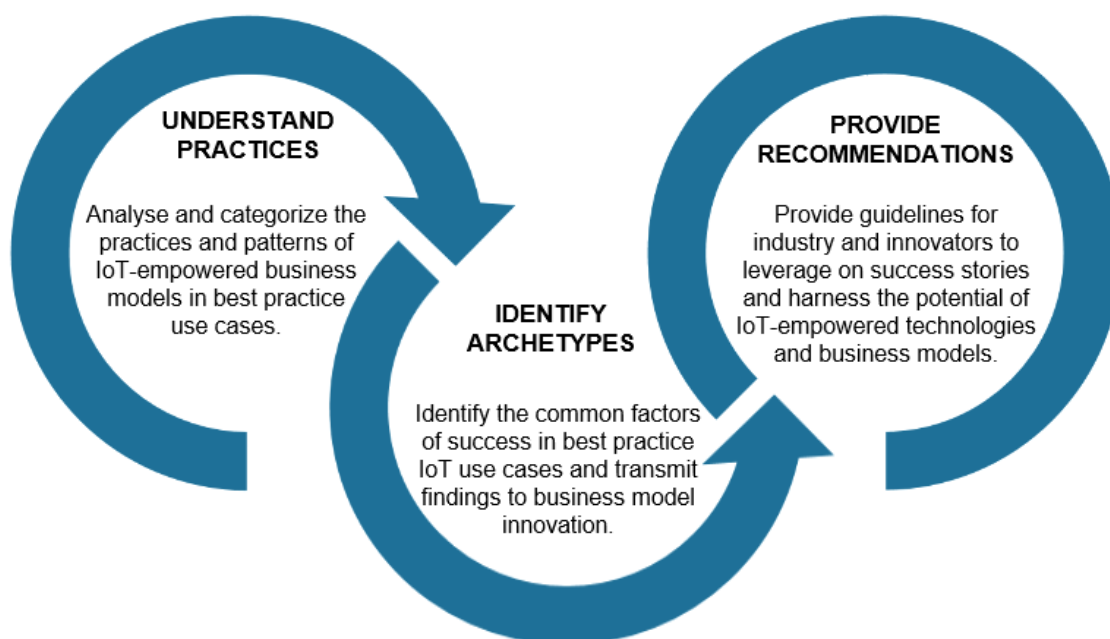 UNDERSTAND
PRACTICES
Analyse and categorize the
practices and patterns of
IoT-empowered business
models in best practice
use cases.
IDENTIFY
ARCHETYPES
Identify the common factors
of success in best practice
IoT use cases and transmit
findings to business model
innovation.
PROVIDE
RECOMMENDATIONS
Provide guidelines for
industry and innovators to
leverage on success stories
and harness the potential of
IoT-empowered technologies
and business models.